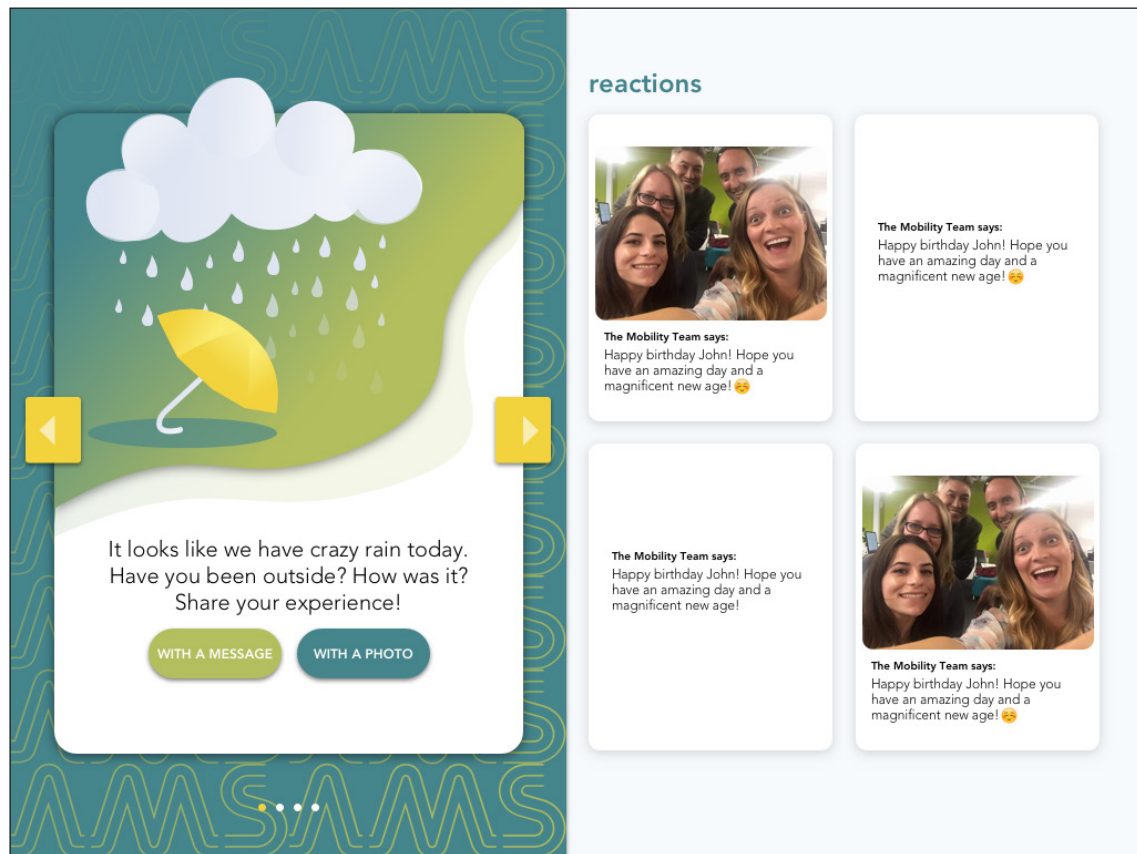 It looks like we have crazy rain today.
Have you been outside? How was it?
Share your experience!
WITH A MESSAGE
WITH A PHOTO
AMSAMS
AMSAMS
reactions
The Mobility Team says:
Happy birthday John! Hope you
have an amazing day and a
magnificent new age! ☺️
The Mobility Team says:
Happy birthday John! Hope you
have an amazing day and a
magnificent new age! ☺️
The Mobility Team says:
Happy birthday John! Hope you
have an amazing day and a
magnificent new age!
The Mobility Team says:
Happy birthday John! Hope you
have an amazing day and a
magnificent new age! ☺️